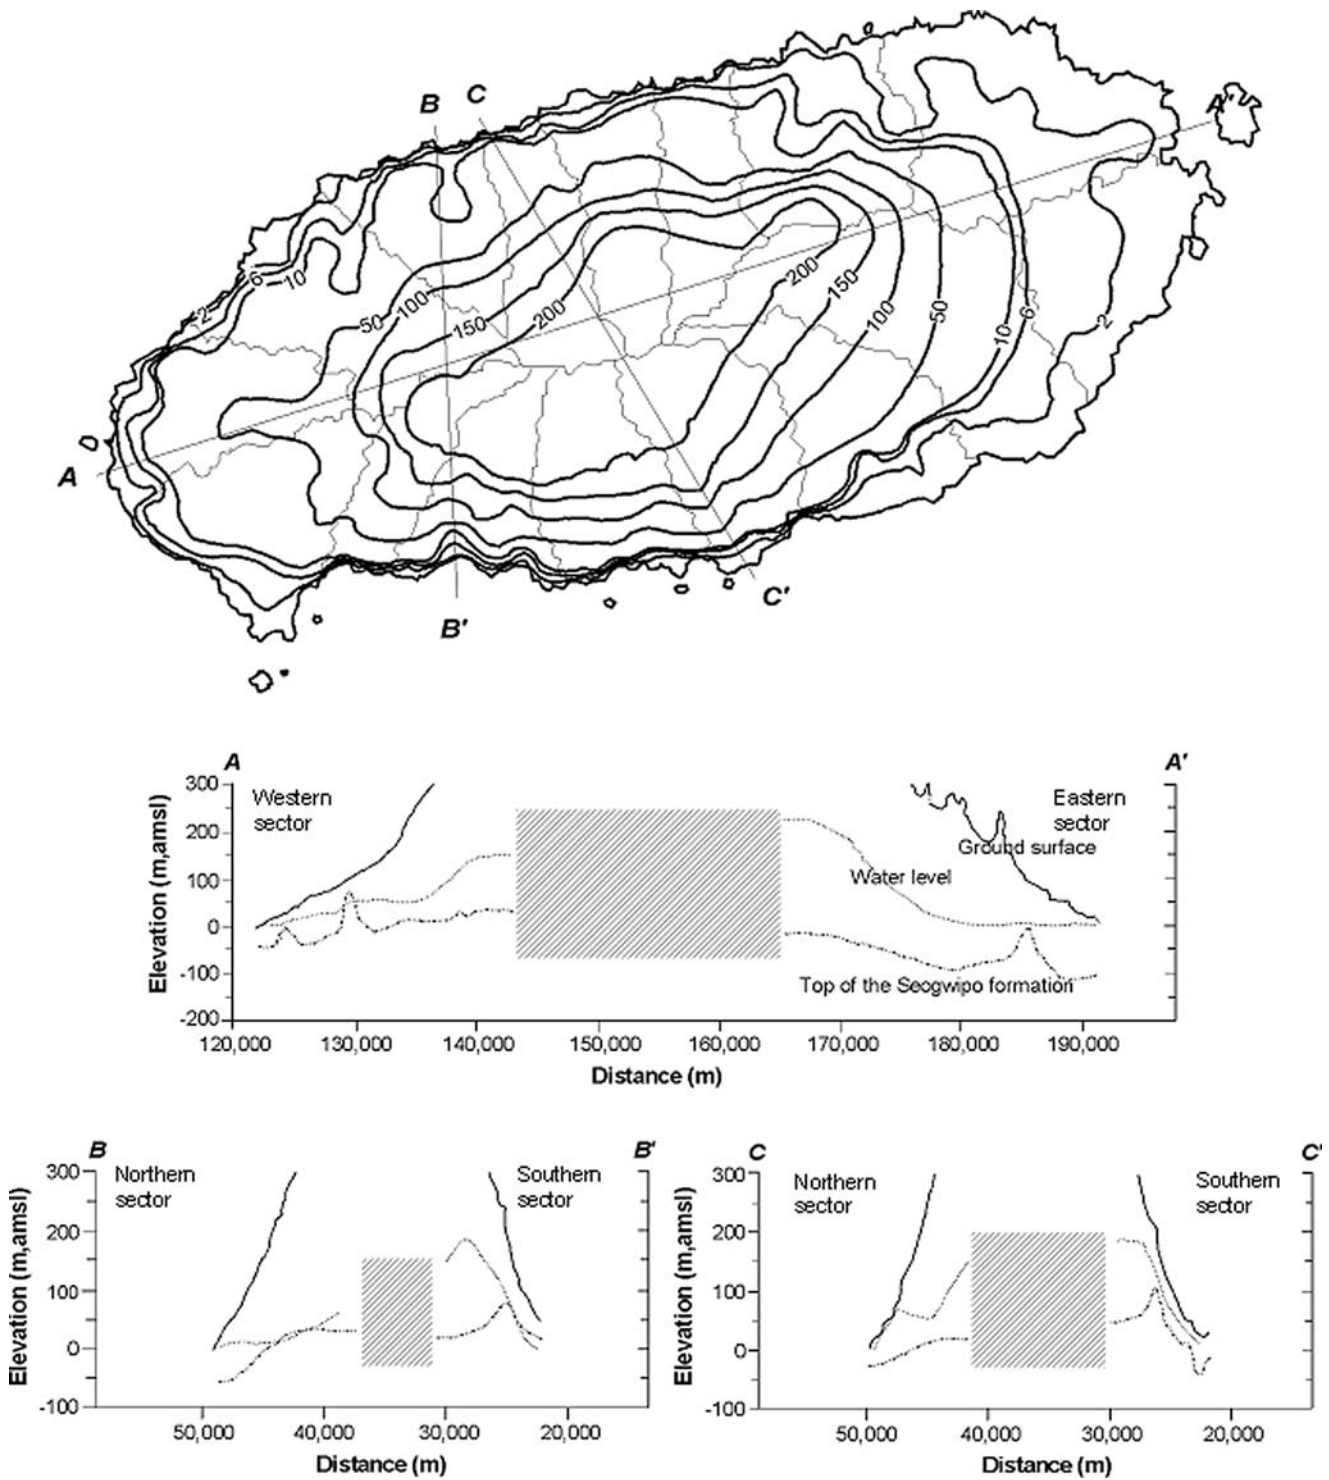 B
C
A'
6
10
2
50
100
150
200
200
150
100
50
10
6
2
A
B'
C'
A
A'
300
200
100
0
-100
-200
Elevation (m,amsl)
Western
sector
Eastern
sector
Ground surface
Water level
Top of the Seogwipo formation
120,000
130,000
140,000
150,000
160,000
170,000
180,000
190,000
Distance (m)
B
B'
300
200
100
0
-100
Elevation (m,amsl)
Northern
sector
Southern
sector
50,000
40,000
30,000
20,000
Distance (m)
C
C'
300
200
100
0
-100
Elevation (m,amsl)
Northern
sector
Southern
sector
50,000
40,000
30,000
20,000
Distance (m)